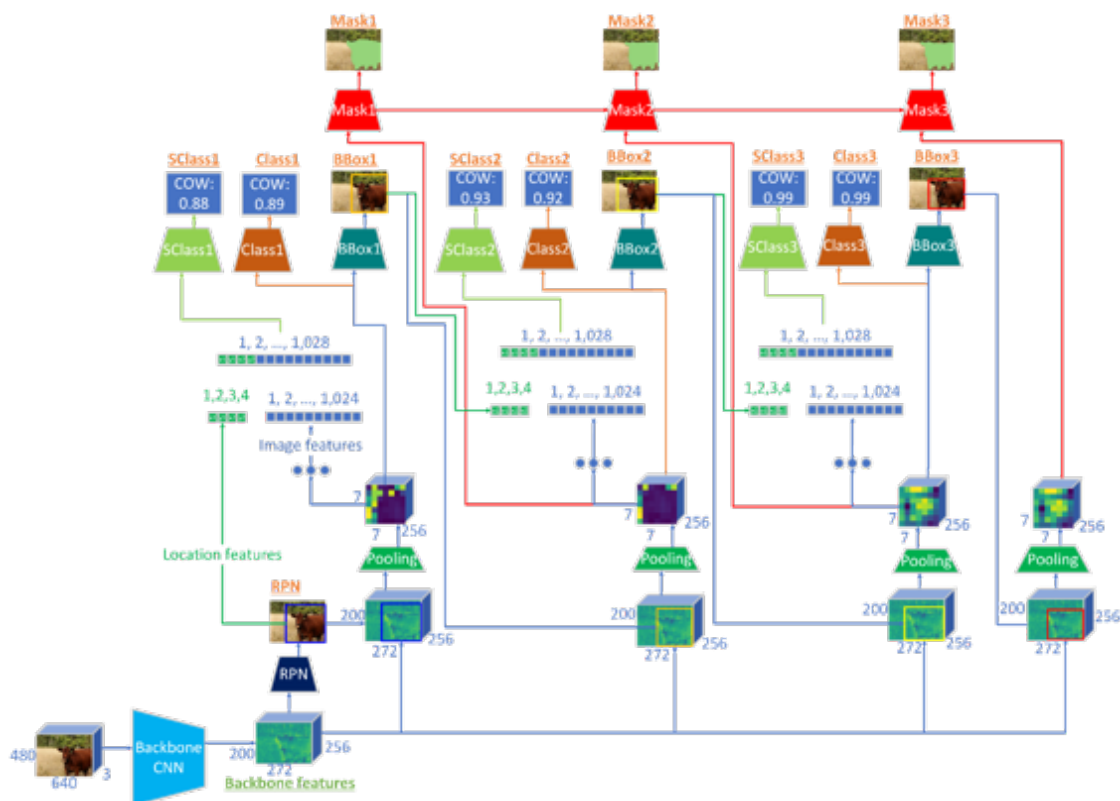 Mask1
Mask2
Mask3
Mask1
Mask2
Mask3
SClass1
Class1
BBox1
SClass2
Class2
BBox2
SClass3
Class3
BBox3
COW:
0.88
COW:
0.89
COW:
0.93
COW:
0.92
COW:
0.99
COW:
0.99
SClass1
Class1
BBox1
SClass2
Class2
BBox2
SClass3
Class3
BBox3
1, 2, ..., 1,028
1, 2, ..., 1,028
1, 2, ..., 1,028
1,2,3,4
1, 2, ..., 1,024
1,2,3,4
1, 2, ..., 1,024
1,2,3,4
1, 2, ..., 1,024
Image features
7
7
256
7
7
256
7
7
256
7
7
256
Location features
Pooling
Pooling
Pooling
Pooling
RPN
200
272
256
200
272
256
200
272
256
200
272
256
RPN
480
640
3
Backbone
CNN
200
272
256
Backbone features